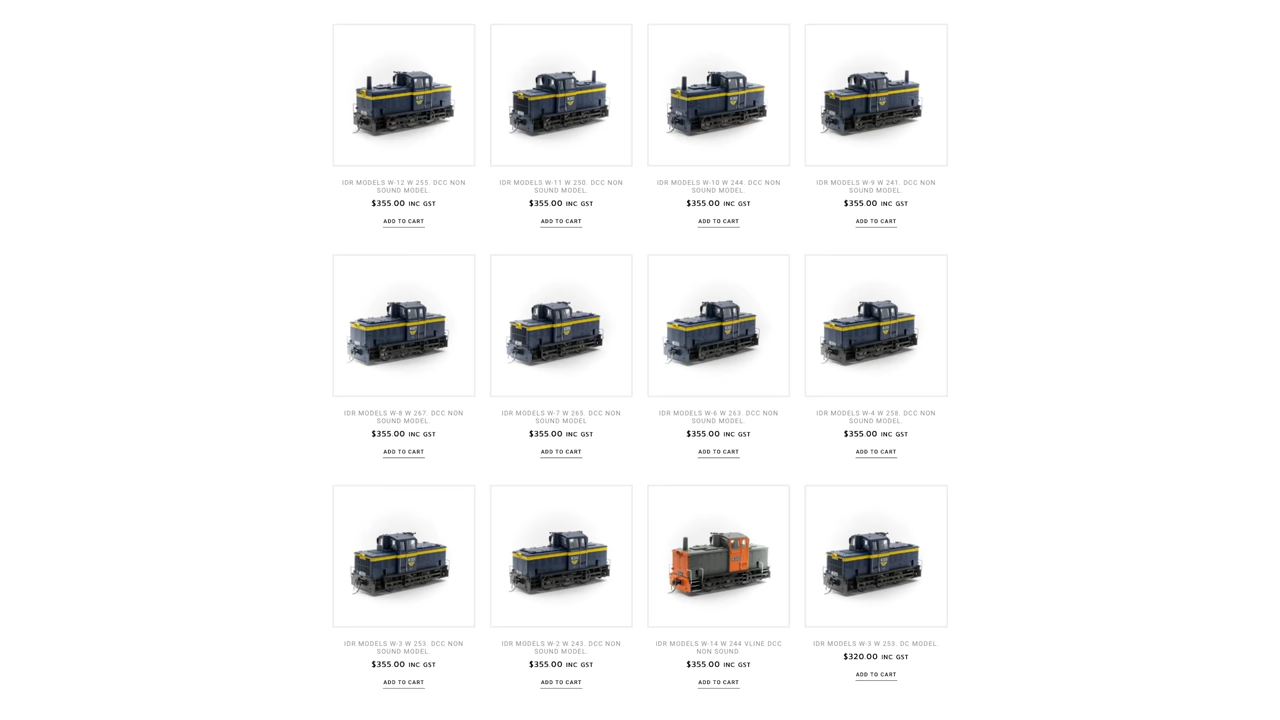 IDR MODELS W-12 W 255. DCC NON
SOUND MODEL.
$355.00 INC GST
ADD TO CART
IDR MODELS W-11 W 250. DCC NON
SOUND MODEL.
$355.00 INC GST
ADD TO CART
IDR MODELS W-10 W 244. DCC NON
SOUND MODEL.
$355.00 INC GST
ADD TO CART
IDR MODELS W-9 W 241. DCC NON
SOUND MODEL.
$355.00 INC GST
ADD TO CART
IDR MODELS W-8 W 267. DCC NON
SOUND MODEL.
$355.00 INC GST
ADD TO CART
IDR MODELS W-7 W 265. DCC NON
SOUND MODEL
$355.00 INC GST
ADD TO CART
IDR MODELS W-6 W 263. DCC NON
SOUND MODEL.
$355.00 INC GST
ADD TO CART
IDR MODELS W-4 W 258. DCC NON
SOUND MODEL.
$355.00 INC GST
ADD TO CART
IDR MODELS W-3 W 253. DCC NON
SOUND MODEL.
$355.00 INC GST
ADD TO CART
IDR MODELS W-2 W 243. DCC NON
SOUND MODEL.
$355.00 INC GST
ADD TO CART
IDR MODELS W-14 W 244 VLINE DCC
NON SOUND.
$355.00 INC GST
ADD TO CART
IDR MODELS W-3 W 253. DC MODEL.
$320.00 INC GST
ADD TO CART